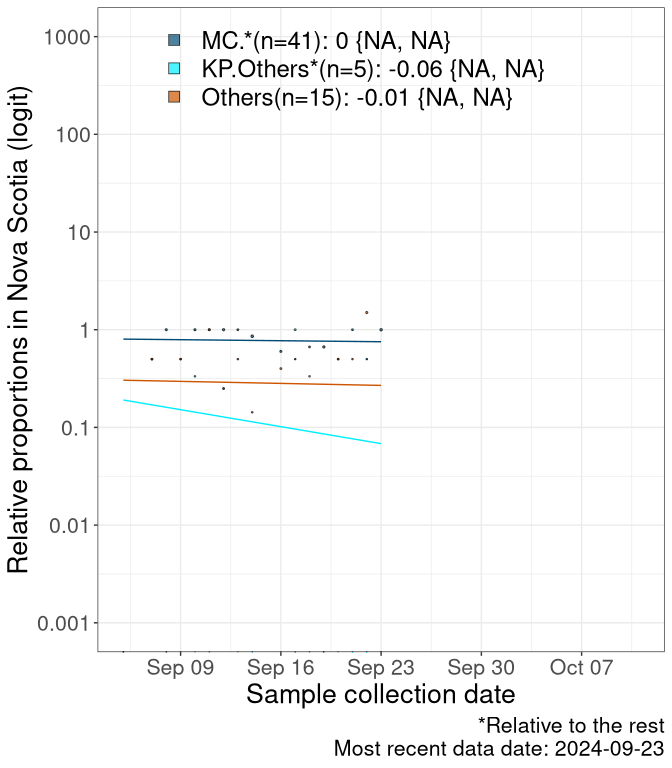 MC.*(n=41): 0 {NA, NA}
KP.Others*(n=5): -0.06 {NA, NA}
Others(n=15): -0.01 {NA, NA}
Relative proportions in Nova Scotia (logit)
1000
100
10
1
0.1
0.01
0.001
Sep 09 Sep 16 Sep 23 Sep 30 Oct 07
Sample collection date
*Relative to the rest
Most recent data date: 2024-09-23